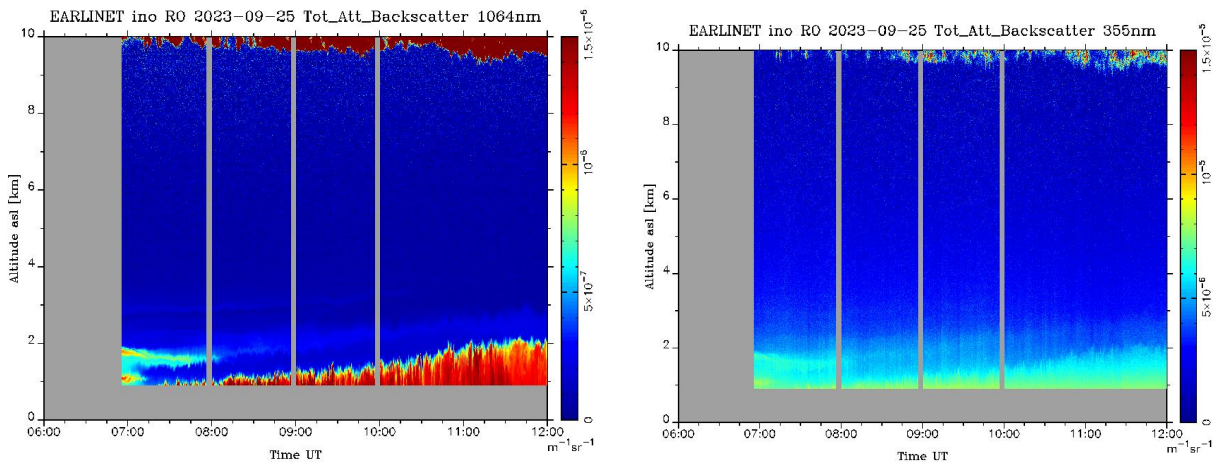 EARLINET ino RO 2023-09-25 Tot_Att_Backscatter 1064nm
Altitude asl [km]
10
8
6
4
2
0
06:00 07:00 08:00 09:00 10:00 11:00 12:00
Time UT
1.5×10⁻⁶
10⁻⁶
5×10⁻⁷
0
m⁻¹sr⁻¹
EARLINET ino RO 2023-09-25 Tot_Att_Backscatter 355nm
Altitude asl [km]
10
8
6
4
2
0
06:00 07:00 08:00 09:00 10:00 11:00 12:00
Time UT
1.5×10⁻⁵
10⁻⁵
5×10⁻⁶
0
m⁻¹sr⁻¹